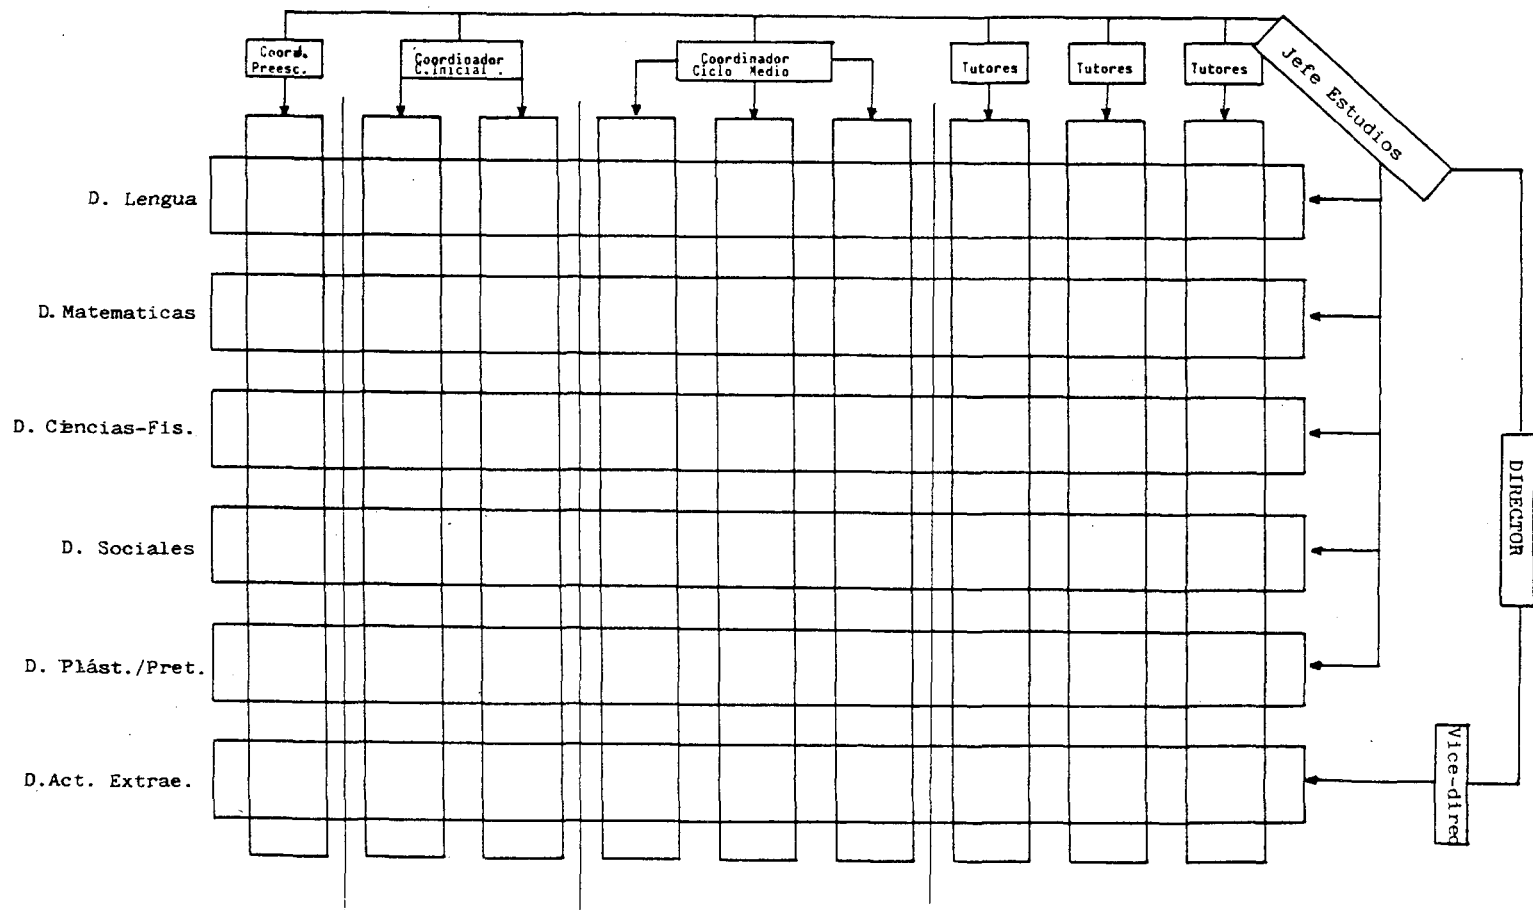 Coord.
Preesc.
Coordinador
C.Inicial .
Coordinador
Ciclo Medio
Tutores
Tutores
Tutores
Jefe Estudios
D. Lengua
D. Matematicas
D. Ciencias-Fis.
D. Sociales
D. Plást./Pret.
D.Act. Extrae.
DIRECTOR
Vice-direc